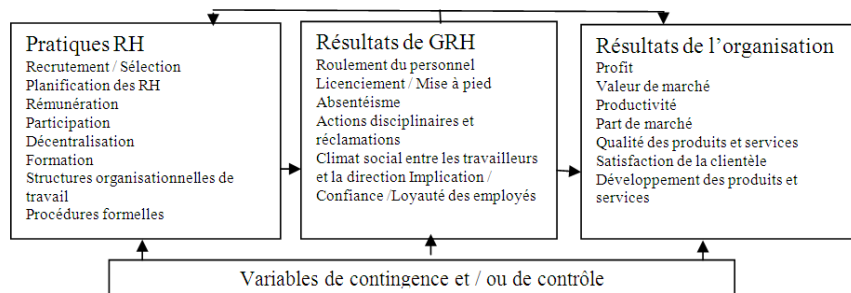 Pratiques RH
Recrutement / Sélection
Planification des RH
Rémunération
Participation
Décentralisation
Formation
Structures organisationnelles de
travail
Procédures formelles
Résultats de GRH
Roulement du personnel
Licenciement / Mise à pied
Absentéisme
Actions disciplinaires et
réclamations
Climat social entre les travailleurs
et la direction Implication /
Confiance /Loyauté des employés
Résultats de l’organisation
Profit
Valeur de marché
Productivité
Part de marché
Qualité des produits et services
Satisfaction de la clientèle
Développement des produits et
services
Variables de contingence et / ou de contrôle